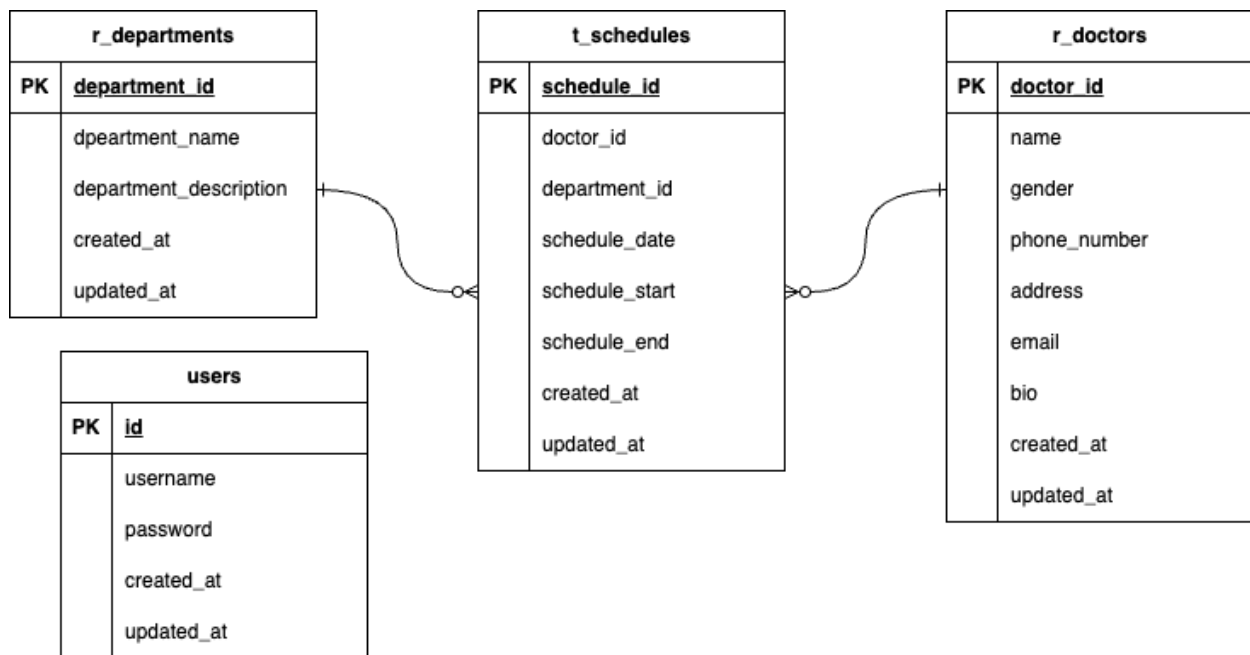 r_departments
PK department_id
dpeartment_name
department_description
created_at
updated_at
t_schedules
PK schedule_id
doctor_id
department_id
schedule_date
schedule_start
schedule_end
created_at
updated_at
r_doctors
PK doctor_id
name
gender
phone_number
address
email
bio
created_at
updated_at
users
PK id
username
password
created_at
updated_at